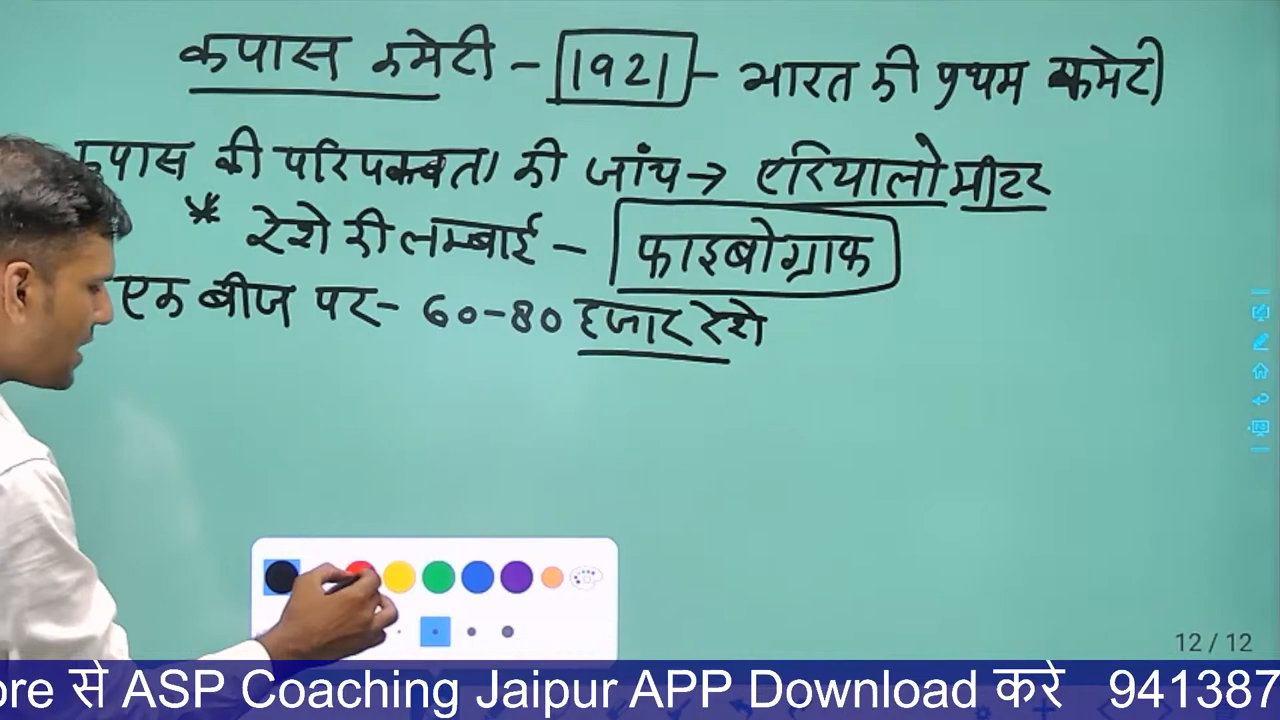 कपास कमेटी - 1921 - भारत की प्रथम कमेटी
कपास की परिपक्वता की जांच → एरियालोमीटर
* रेशे की लम्बाई - फाइबोग्राफ
एक बीज पर - 60-80 हजार रेशे
12 / 12
ore से ASP Coaching Jaipur APP Download करे 941387